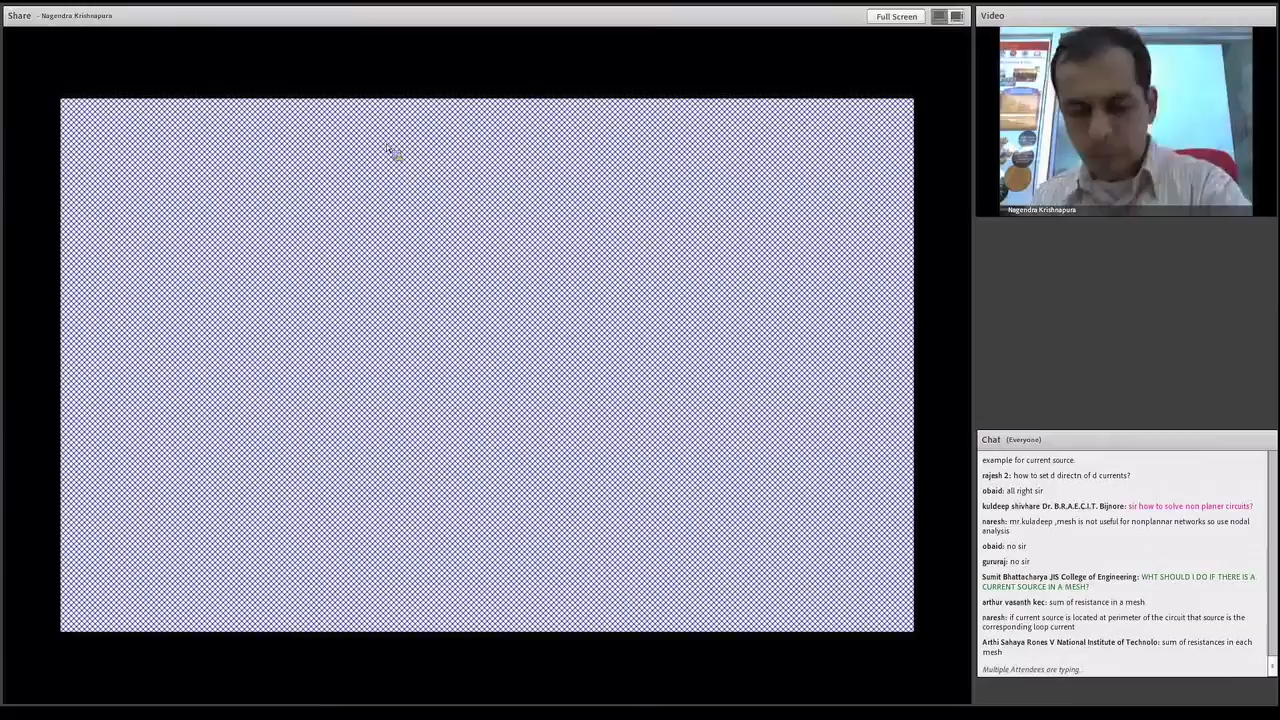 Share - Nagendra Krishnapura
Full Screen
Video
Nagendra Krishnapura
Chat (Everyone)
example for current source.
rajesh 2: how to set d directn of d currents?
obaid: all right sir
kuldeep shivhare Dr. B.R.A.E.C.I.T. Bijnore: sir how to solve non planer circuits?
naresh: mr.kuladeep ,mesh is not useful for nonplannar networks so use nodal
analysis
obaid: no sir
gururaj: no sir
Sumit Bhattacharya JIS College of Engineering: WHT SHOULD I DO IF THERE IS A
CURRENT SOURCE IN A MESH?
arthur vasanth kec: sum of resistance in a mesh
naresh: if current source is located at perimeter of the circuit that source is the
corresponding loop current
Arthi Sahaya Rones V National Institute of Technolo: sum of resistances in each
mesh
Multiple Attendees are typing..